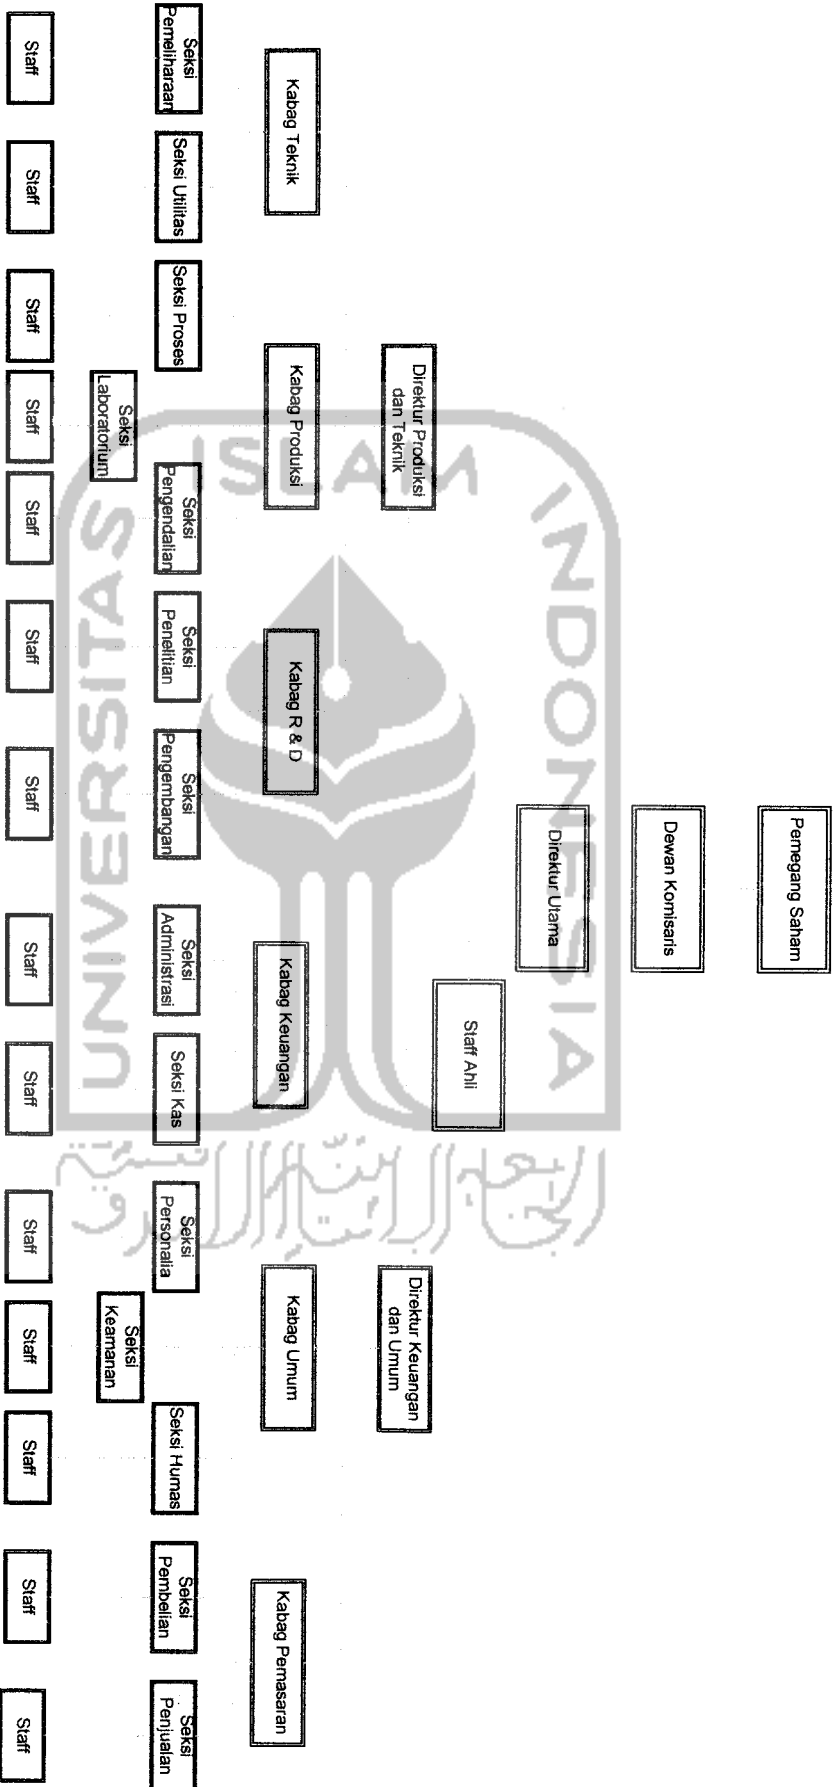 Pemegang Saham
Dewan Komisaris
Direktur Utama
Staff Ahli
Direktur Produksi
dan Teknik
Direktur Keuangan
dan Umum
Kabag Teknik
Kabag Produksi
Kabag R & D
Kabag Keuangan
Kabag Umum
Kabag Pemasaran
Seksi
Pemeliharaan
Seksi Utilitas
Seksi Proses
Seksi
Laboratorium
Seksi
Pengendalian
Seksi
Penelitian
Seksi
Pengembangan
Seksi
Administrasi
Seksi Kas
Seksi
Personalia
Seksi
Keamanan
Seksi Humas
Seksi
Pembelian
Seksi
Penjualan
Staff
Staff
Staff
Staff
Staff
Staff
Staff
Staff
Staff
Staff
Staff
Staff
Staff
Staff
UNIVERSITAS
ISLAM
INDONESIA